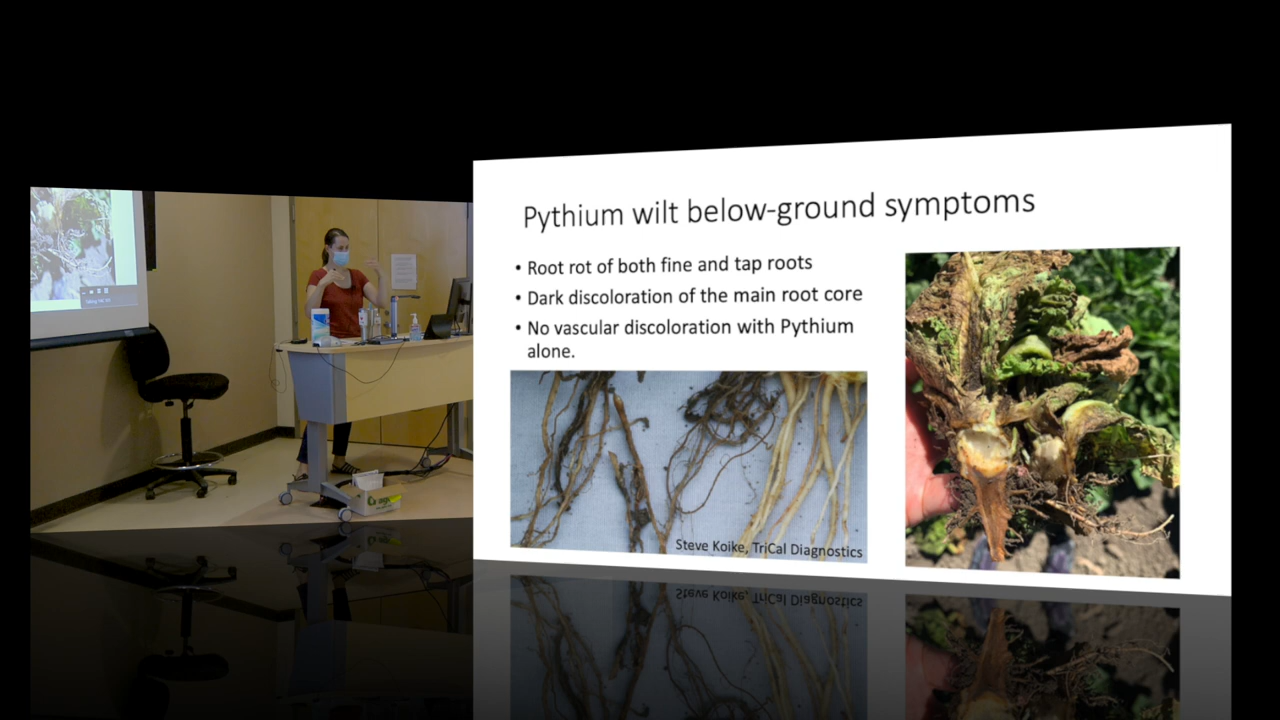 Pythium wilt below-ground symptoms
• Root rot of both fine and tap roots
• Dark discoloration of the main root core
• No vascular discoloration with Pythium
alone.
Steve Koike, TriCal Diagnostics